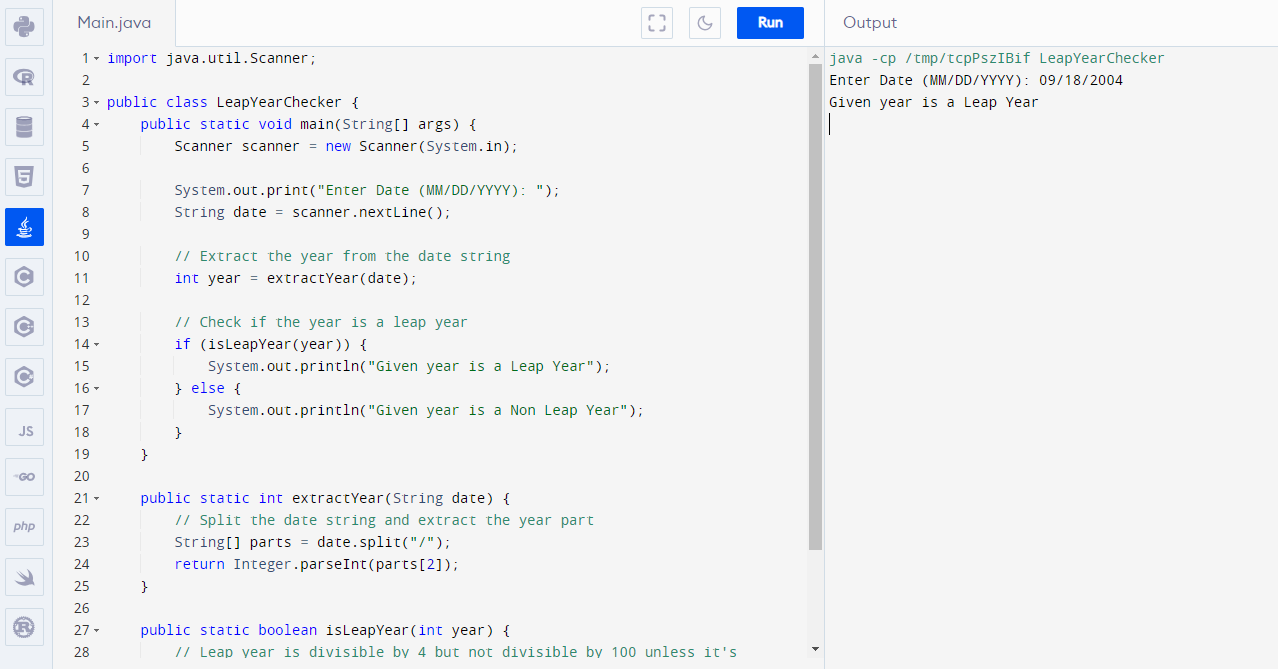 Main.java
Run
Output
1 import java.util.Scanner;
2
3 public class LeapYearChecker {
4     public static void main(String[] args) {
5         Scanner scanner = new Scanner(System.in);
6
7         System.out.print("Enter Date (MM/DD/YYYY): ");
8         String date = scanner.nextLine();
9
10         // Extract the year from the date string
11         int year = extractYear(date);
12
13         // Check if the year is a leap year
14         if (isLeapYear(year)) {
15             System.out.println("Given year is a Leap Year");
16         } else {
17             System.out.println("Given year is a Non Leap Year");
18         }
19     }
20
21     public static int extractYear(String date) {
22         // Split the date string and extract the year part
23         String[] parts = date.split("/");
24         return Integer.parseInt(parts[2]);
25     }
26
27     public static boolean isLeapYear(int year) {
28         // Leap year is divisible by 4 but not divisible by 100 unless it's
java -cp /tmp/tcpPszIBif LeapYearChecker
Enter Date (MM/DD/YYYY): 09/18/2004
Given year is a Leap Year
R
5
C
C
C
JS
GO
php
R